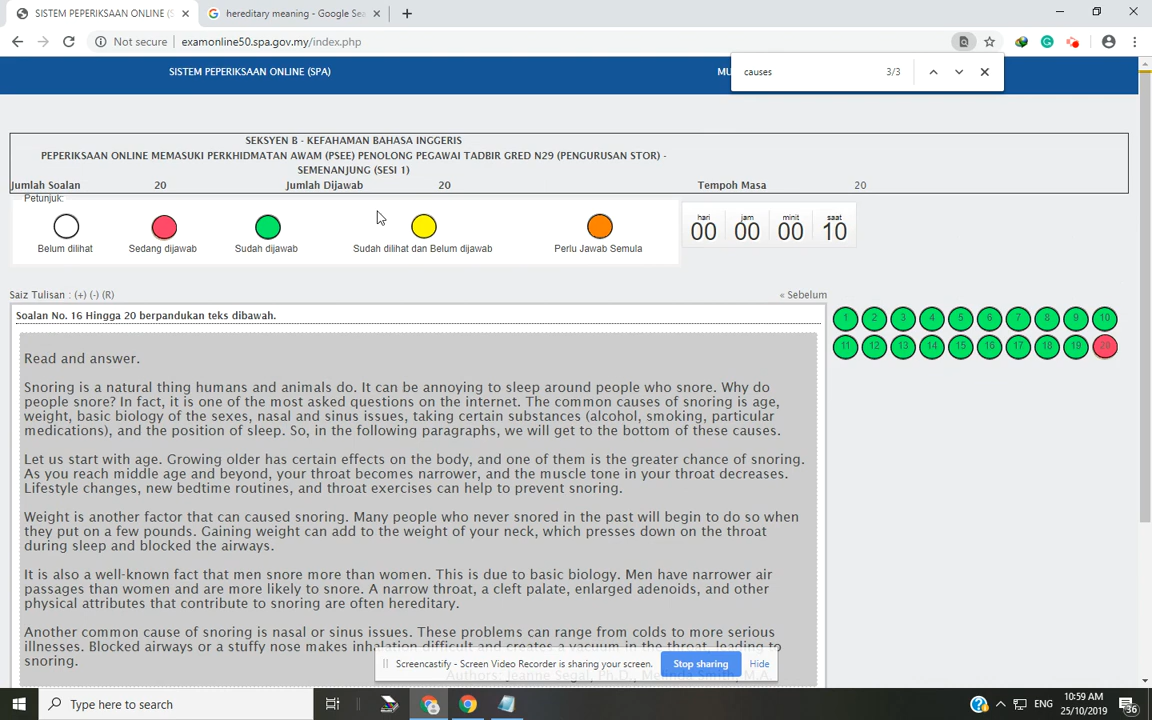 SISTEM PEPERIKSAAN ONLINE (S
hereditary meaning - Google Sea
Not secure
examonline50.spa.gov.my/index.php
causes
3/3
SISTEM PEPERIKSAAN ONLINE (SPA)
MU
SEKSYEN B - KEFAHAMAN BAHASA INGGERIS
PEPERIKSAAN ONLINE MEMASUKI PERKHIDMATAN AWAM (PSEE) PENOLONG PEGAWAI TADBIR GRED N29 (PENGURUSAN STOR) -
SEMENANJUNG (SESI 1)
Jumlah Soalan 20 Jumlah Dijawab 20 Tempoh Masa 20
Petunjuk:
Belum dilihat
Sedang dijawab
Sudah dijawab
Sudah dilihat dan Belum dijawab
Perlu Jawab Semula
hari jam minit saat
00 00 00 10
Saiz Tulisan : (+) (-) (R)
« Sebelum
Soalan No. 16 Hingga 20 berpandukan teks dibawah.
1 2 3 4 5 6 7 8 9 10
11 12 13 14 15 16 17 18 19 20
Read and answer.
Snoring is a natural thing humans and animals do. It can be annoying to sleep around people who snore. Why do
people snore? In fact, it is one of the most asked questions on the internet. The common causes of snoring is age,
weight, basic biology of the sexes, nasal and sinus issues, taking certain substances (alcohol, smoking, particular
medications), and the position of sleep. So, in the following paragraphs, we will get to the bottom of these causes.
Let us start with age. Growing older has certain effects on the body, and one of them is the greater chance of snoring.
As you reach middle age and beyond, your throat becomes narrower, and the muscle tone in your throat decreases.
Lifestyle changes, new bedtime routines, and throat exercises can help to prevent snoring.
Weight is another factor that can caused snoring. Many people who never snored in the past will begin to do so when
they put on a few pounds. Gaining weight can add to the weight of your neck, which presses down on the throat
during sleep and blocked the airways.
It is also a well-known fact that men snore more than women. This is due to basic biology. Men have narrower air
passages than women and are more likely to snore. A narrow throat, a cleft palate, enlarged adenoids, and other
physical attributes that contribute to snoring are often hereditary.
Another common cause of snoring is nasal or sinus issues. These problems can range from colds to more serious
illnesses. Blocked airways or a stuffy nose makes inhalation difficult and creates a vacuum in the throat, leading to
snoring.
Screencastify - Screen Video Recorder is sharing your screen.
Stop sharing
Hide
Authors: Jeanne Segal, Ph.D., Melinda Smith, M.A.
Type here to search
ENG
10:59 AM
25/10/2019
36